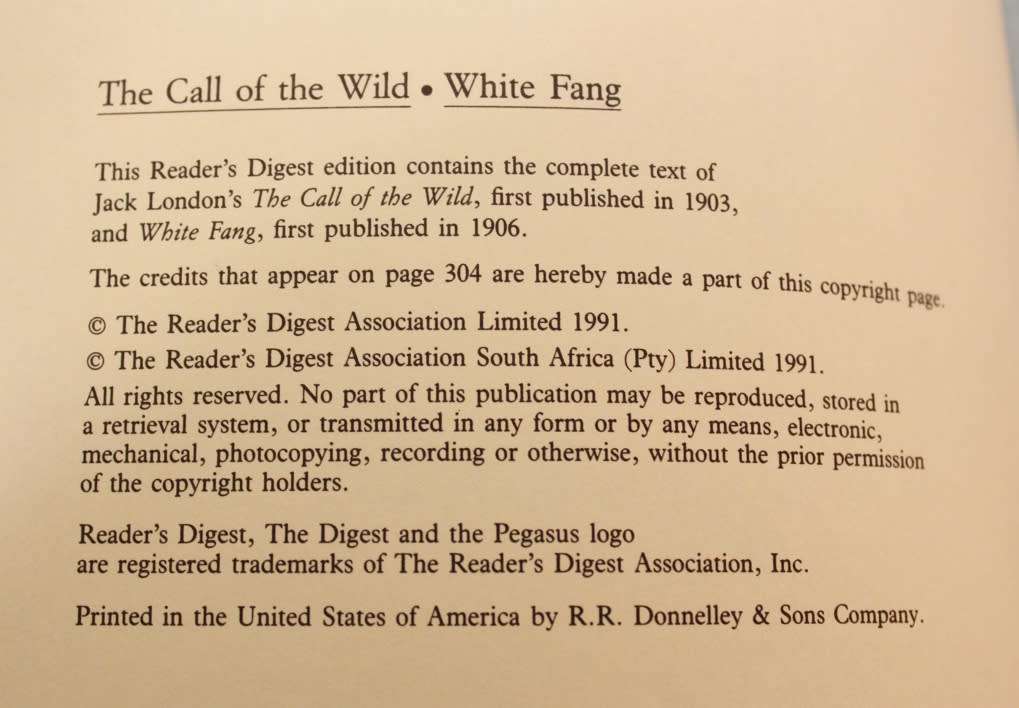 The Call of the Wild • White Fang
This Reader's Digest edition contains the complete text of
Jack London's The Call of the Wild, first published in 1903,
and White Fang, first published in 1906.
The credits that appear on page 304 are hereby made a part of this copyright page.
© The Reader's Digest Association Limited 1991.
© The Reader's Digest Association South Africa (Pty) Limited 1991.
All rights reserved. No part of this publication may be reproduced, stored in
a retrieval system, or transmitted in any form or by any means, electronic,
mechanical, photocopying, recording or otherwise, without the prior permission
of the copyright holders.
Reader's Digest, The Digest and the Pegasus logo
are registered trademarks of The Reader's Digest Association, Inc.
Printed in the United States of America by R.R. Donnelley & Sons Company.